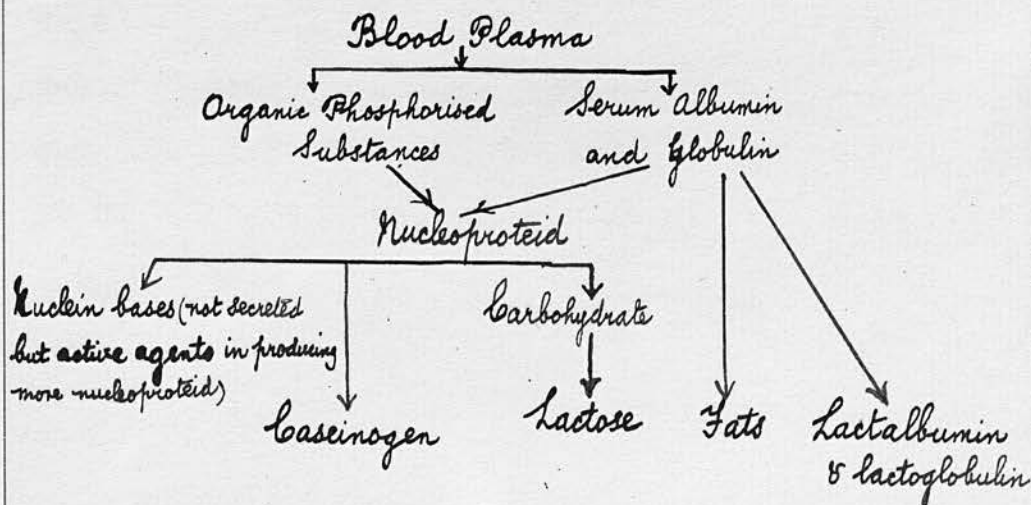 Blood Plasma
Organic Phosphorised
Substances
Serum Albumin
and Globulin
Nucleoproteid
Nuclein bases (not secreted
but active agents in producing
more nucleoproteid)
Carbohydrate
Caseinogen
Lactose
Fats
Lactalbumin
& lactoglobulin